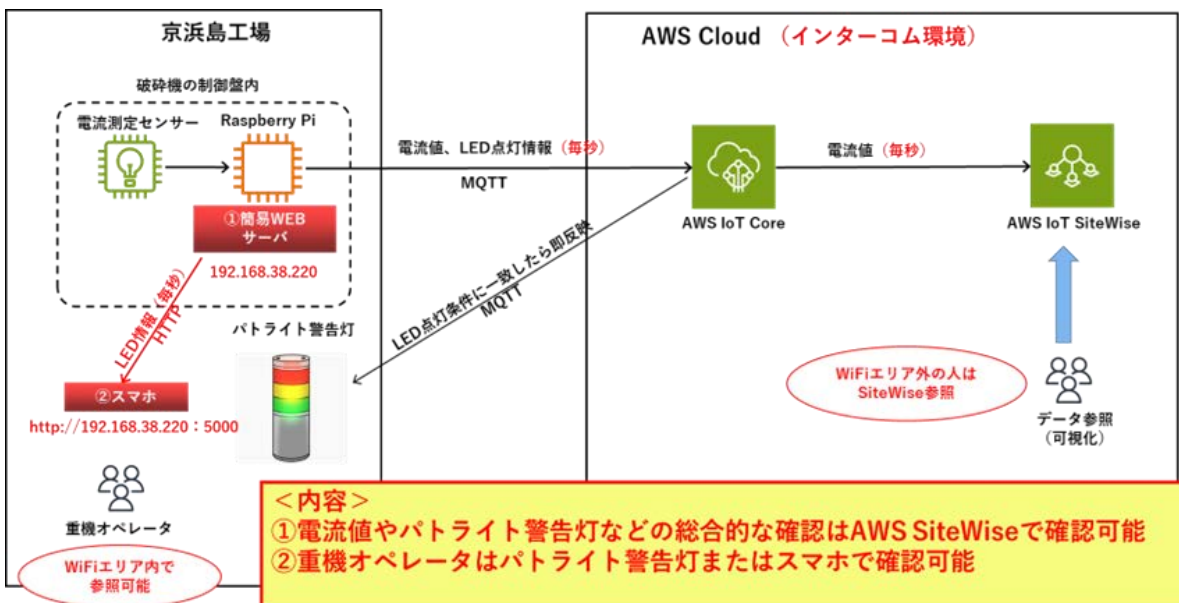 京浜島工場
破砕機の制御盤内
電流測定センサー
Raspberry Pi
①簡易WEB
サーバ
192.168.38.220
LED情報（毎秒）
HTTP
②スマホ
http://192.168.38.220：5000
パトライト警告灯
重機オペレータ
WiFiエリア内で
参照可能
電流値、LED点灯情報（毎秒）
MQTT
LED点灯条件に一致したら即反映
MQTT
AWS Cloud （インターコム環境）
AWS IoT Core
電流値（毎秒）
AWS IoT SiteWise
WiFiエリア外の人は
SiteWise参照
データ参照
（可視化）
＜内容＞
①電流値やパトライト警告灯などの総合的な確認はAWS SiteWiseで確認可能
②重機オペレータはパトライト警告灯またはスマホで確認可能